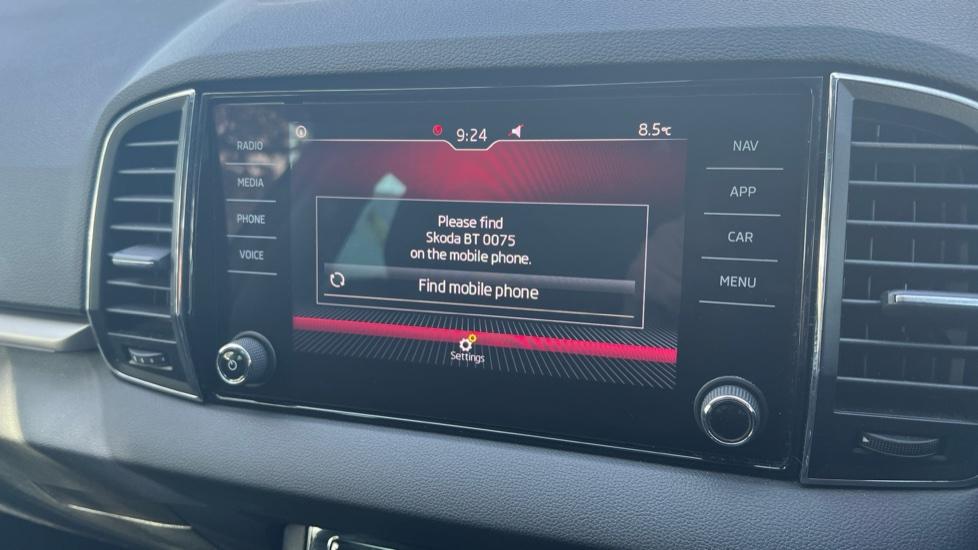 9:24
8.5°C
RADIO
MEDIA
PHONE
VOICE
Please find
Skoda BT 0075
on the mobile phone.
Find mobile phone
Settings
NAV
APP
CAR
MENU